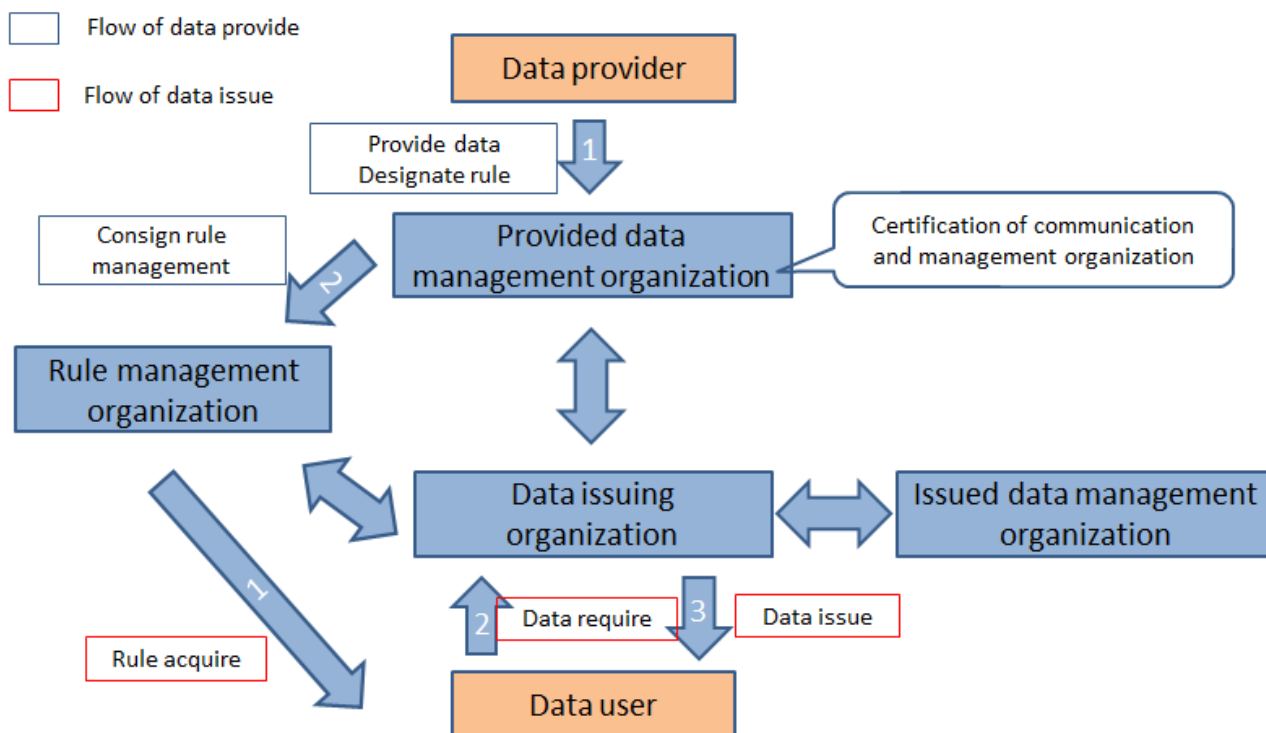 Flow of data provide
Flow of data issue
Data provider
Provide data
Designate rule
1
Consign rule
management
2
Provided data
management organization
Certification of communication
and management organization
Rule management
organization
Data issuing
organization
Issued data management
organization
1
Rule acquire
2
Data require
3
Data issue
Data user